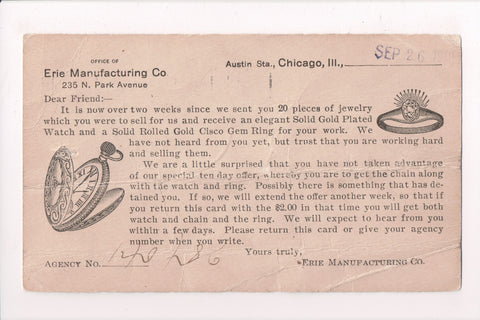 OFFICE OF
Erie Manufacturing Co
235 N. Park Avenue
Austin Sta., Chicago, Ill.,
SEP 26
Dear Friend:—
It is now over two weeks since we sent you 20 pieces of jewelry
which you were to sell for us and receive an elegant Solid Gold Plated
Watch and a Solid Rolled Gold Cisco Gem Ring for your work. We
have not heard from you yet, but trust that you are working hard
and selling them.
We are a little surprised that you have not taken advantage
of our special ten day offer, whereby you are to get the chain along
with the watch and ring. Possibly there is something that has de-
tained you. If so, we will extend the offer another week, so that if
you return this card with the $2.00 in that time you will get both
watch and chain and the ring. We will expect to hear from you
within a few days. Please return this card or give your agency
number when you write.
Yours truly,
AGENCY No.
ERIE MANUFACTURING CO.